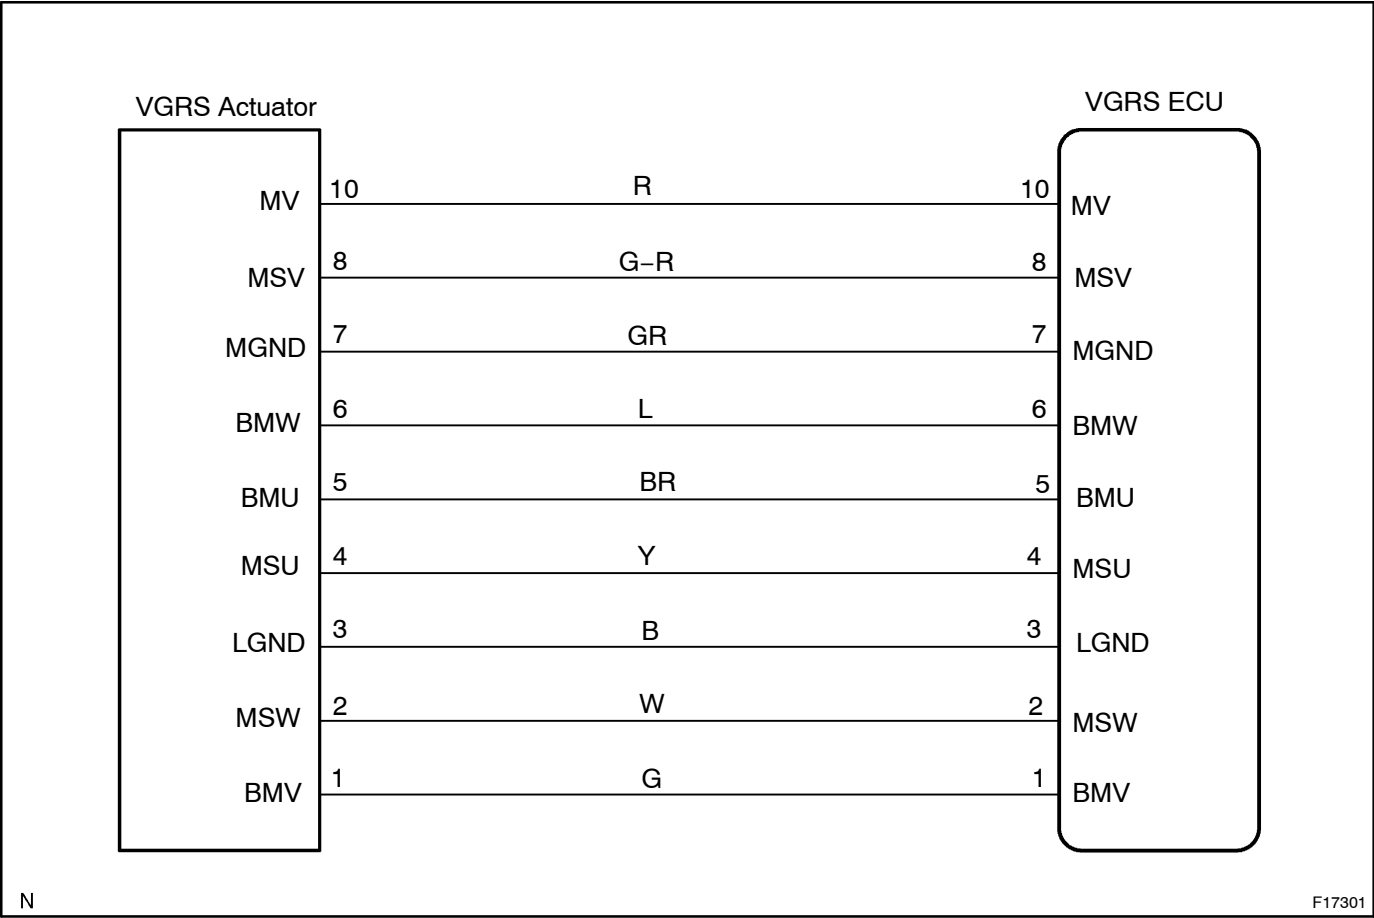 VGRS Actuator VGRS ECU
MV 10 R 10 MV
MSV 8 G–R 8 MSV
MGND 7 GR 7 MGND
BMW 6 L 6 BMW
BMU 5 BR 5 BMU
MSU 4 Y 4 MSU
LGND 3 B 3 LGND
MSW 2 W 2 MSW
BMV 1 G 1 BMV
N F17301